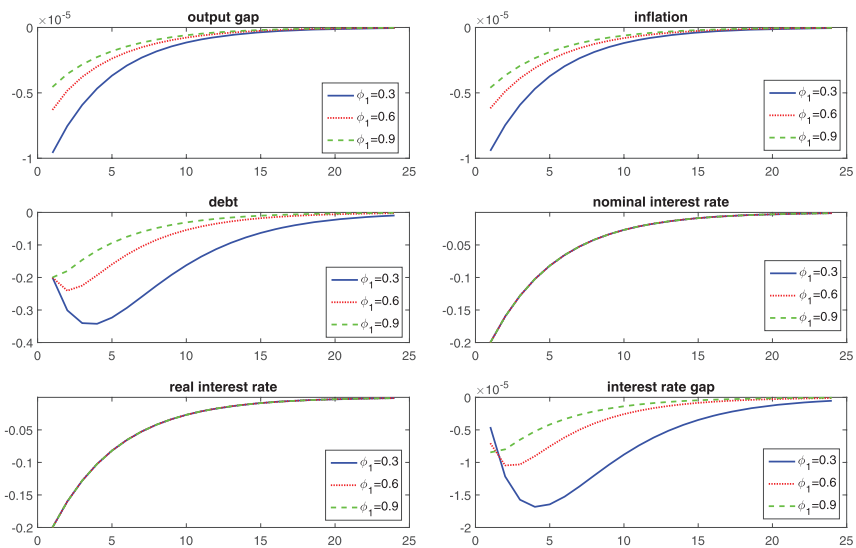 ×10⁻⁵ output gap
0
-0.5
-1
0 5 10 15 20 25
ϕ₁=0.3
ϕ₁=0.6
ϕ₁=0.9
×10⁻⁵ inflation
0
-0.5
-1
0 5 10 15 20 25
ϕ₁=0.3
ϕ₁=0.6
ϕ₁=0.9
debt
0
-0.1
-0.2
-0.3
-0.4
0 5 10 15 20 25
ϕ₁=0.3
ϕ₁=0.6
ϕ₁=0.9
nominal interest rate
-0.05
-0.1
-0.15
-0.2
0 5 10 15 20 25
ϕ₁=0.3
ϕ₁=0.6
ϕ₁=0.9
real interest rate
-0.05
-0.1
-0.15
-0.2
0 5 10 15 20 25
ϕ₁=0.3
ϕ₁=0.6
ϕ₁=0.9
×10⁻⁵ interest rate gap
0
-0.5
-1
-1.5
-2
0 5 10 15 20 25
ϕ₁=0.3
ϕ₁=0.6
ϕ₁=0.9